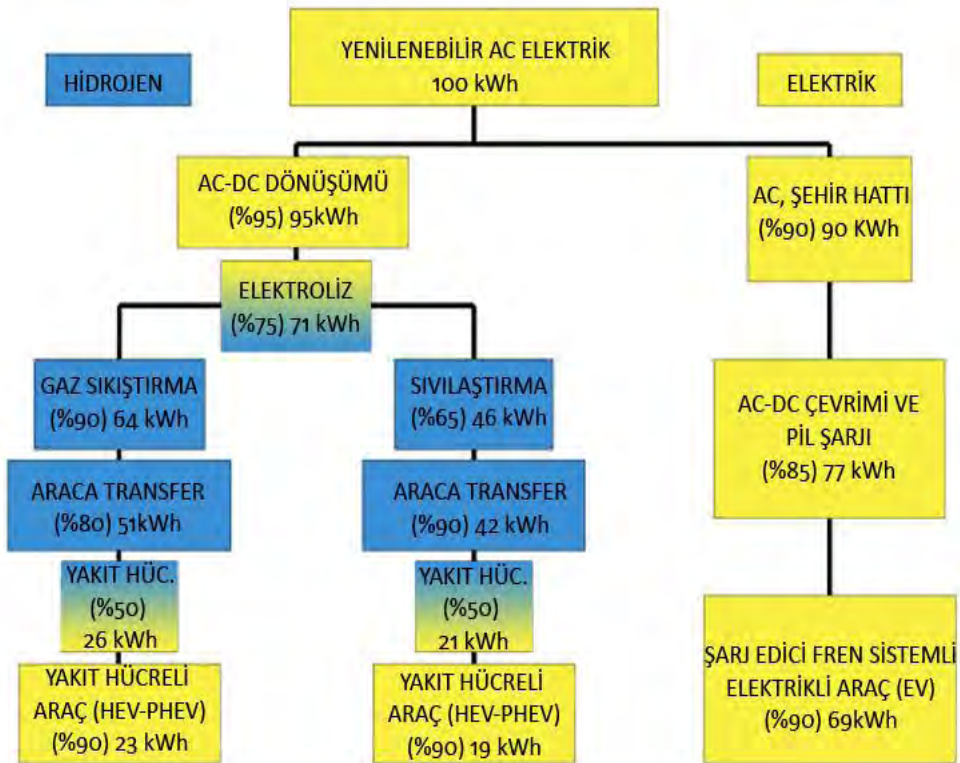 YENİLENEBİLİR AC ELEKTRİK
100 kWh
HİDROJEN
ELEKTRİK
AC-DC DÖNÜŞÜMÜ
(%95) 95kWh
AC, ŞEHİR HATTI
(%90) 90 KWh
ELEKTROLİZ
(%75) 71 kWh
GAZ SIKIŞTIRMA
(%90) 64 kWh
SIVILAŞTIRMA
(%65) 46 kWh
AC-DC ÇEVRİMİ VE
PİL ŞARJI
(%85) 77 kWh
ARACA TRANSFER
(%80) 51kWh
ARACA TRANSFER
(%90) 42 kWh
YAKIT HÜC.
(%50)
26 kWh
YAKIT HÜC.
(%50)
21 kWh
ŞARJ EDİCİ FREN SİSTEMLİ
ELEKTRİKLİ ARAÇ (EV)
(%90) 69kWh
YAKIT HÜCRELİ
ARAÇ (HEV-PHEV)
(%90) 23 kWh
YAKIT HÜCRELİ
ARAÇ (HEV-PHEV)
(%90) 19 kWh